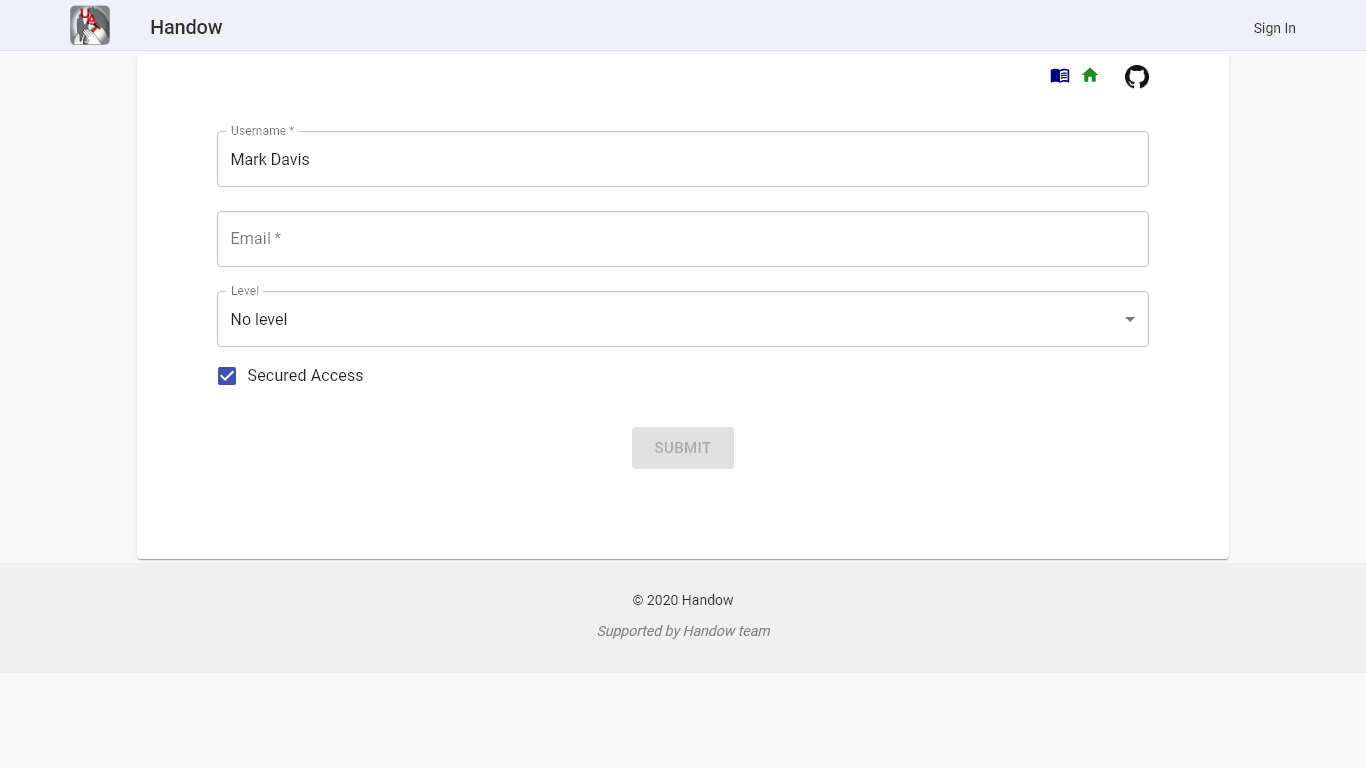 UAT
Handow
Sign In
Username *
Mark Davis
Email *
Level
No level
Secured Access
SUBMIT
© 2020 Handow
Supported by Handow team